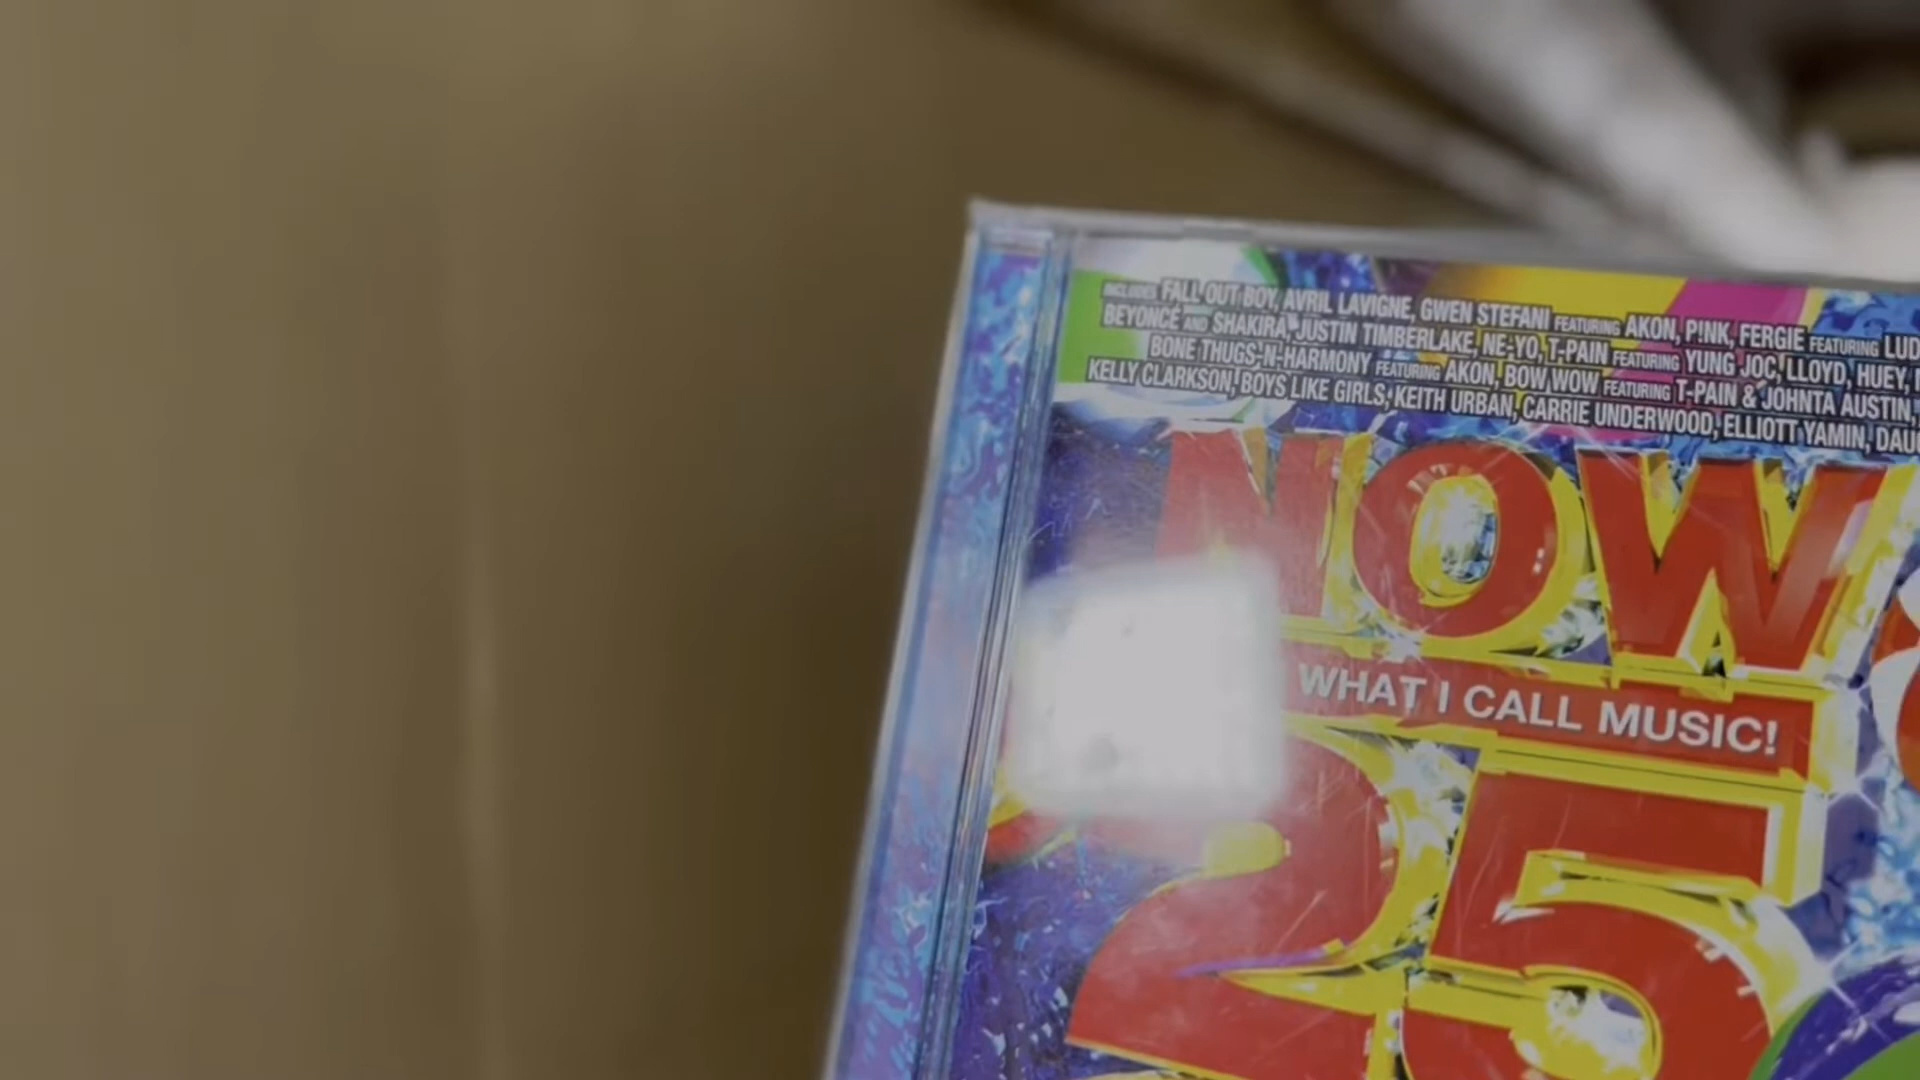 INCLUDES FALL OUT BOY, AVRIL LAVIGNE, GWEN STEFANI FEATURING AKON, P!NK, FERGIE FEATURING LUD
BEYONCÉ AND SHAKIRA, JUSTIN TIMBERLAKE, NE-YO, T-PAIN FEATURING YUNG JOC, LLOYD, HUEY,
BONE THUGS-N-HARMONY FEATURING AKON, BOW WOW FEATURING T-PAIN & JOHNTA AUSTIN,
KELLY CLARKSON, BOYS LIKE GIRLS, KEITH URBAN, CARRIE UNDERWOOD, ELLIOTT YAMIN, DAU
NOW
WHAT I CALL MUSIC!
25